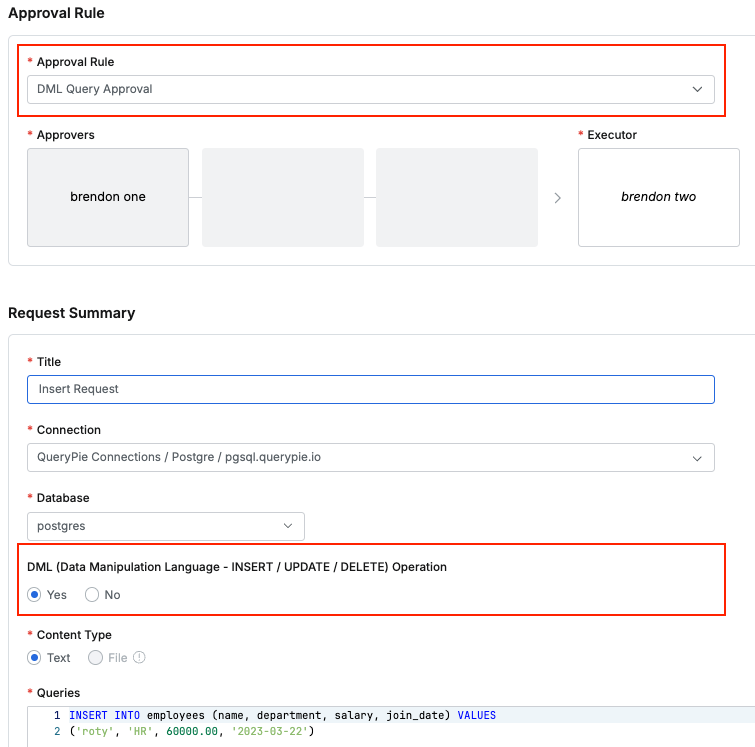 Approval Rule
* Approval Rule
DML Query Approval
* Approvers
* Executor
brendon one
brendon two
Request Summary
* Title
Insert Request
* Connection
QueryPie Connections / Postgre / pgsql.querypie.io
* Database
postgres
DML (Data Manipulation Language - INSERT / UPDATE / DELETE) Operation
Yes No
* Content Type
Text File
* Queries
1 INSERT INTO employees (name, department, salary, join_date) VALUES
2 ('roty', 'HR', 60000.00, '2023-03-22')